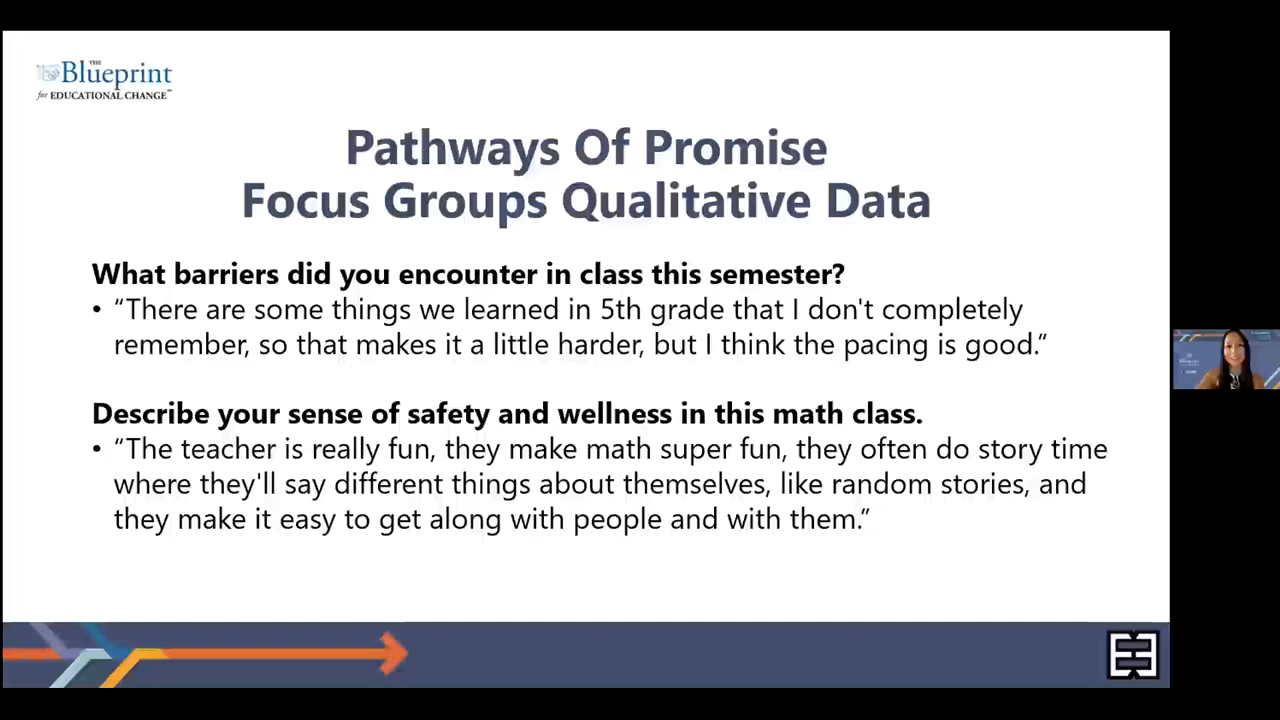 THE
Blueprint
for EDUCATIONAL CHANGE™
Pathways Of Promise
Focus Groups Qualitative Data
What barriers did you encounter in class this semester?
• “There are some things we learned in 5th grade that I don't completely
remember, so that makes it a little harder, but I think the pacing is good.”
Describe your sense of safety and wellness in this math class.
• “The teacher is really fun, they make math super fun, they often do story time
where they'll say different things about themselves, like random stories, and
they make it easy to get along with people and with them.”